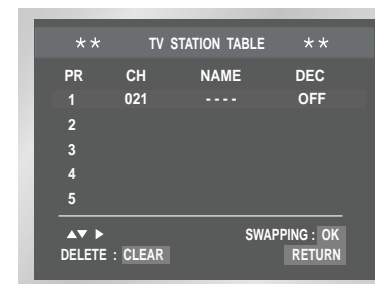 ** TV STATION TABLE **
PR CH NAME DEC
1 021 ---- OFF
2
3
4
5
▲▼ ► SWAPPING : OK
DELETE : CLEAR RETURN